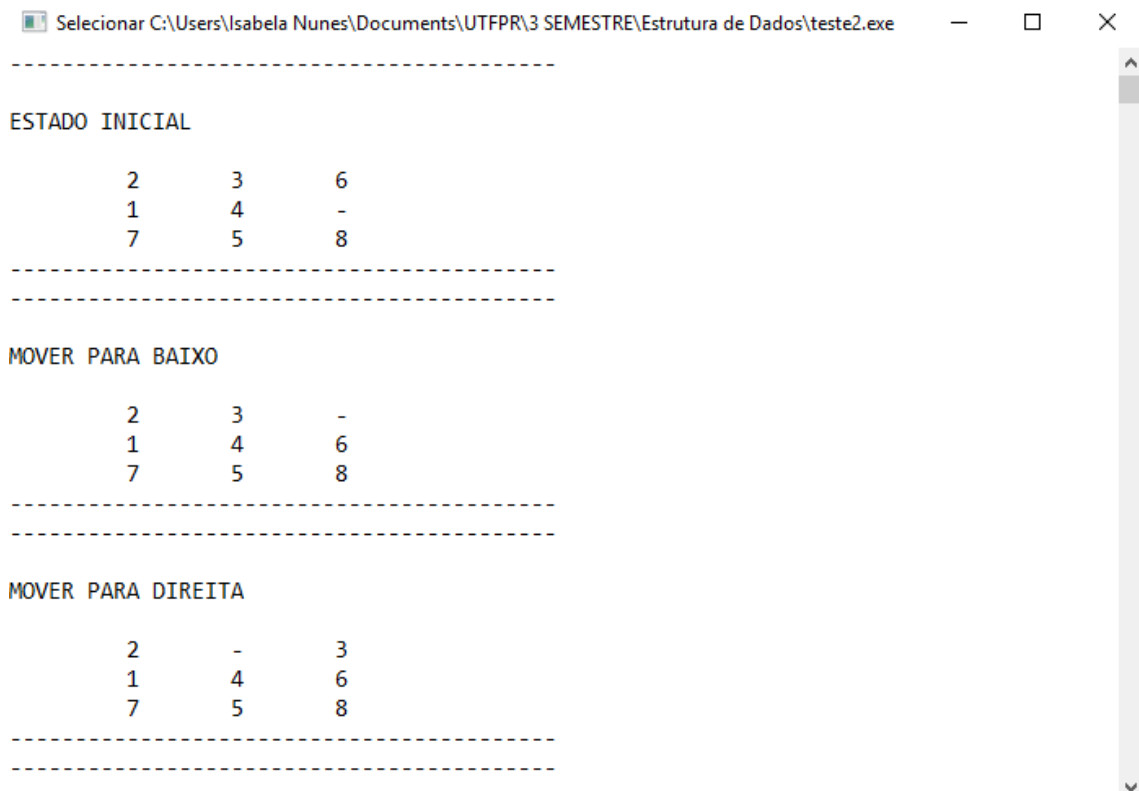 Selecionar C:\Users\Isabela Nunes\Documents\UTFPR\3 SEMESTRE\Estrutura de Dados\teste2.exe
------------------------------------------
ESTADO INICIAL
2 3 6
1 4 -
7 5 8
------------------------------------------
------------------------------------------
MOVER PARA BAIXO
2 3 -
1 4 6
7 5 8
------------------------------------------
------------------------------------------
MOVER PARA DIREITA
2 - 3
1 4 6
7 5 8
------------------------------------------
------------------------------------------